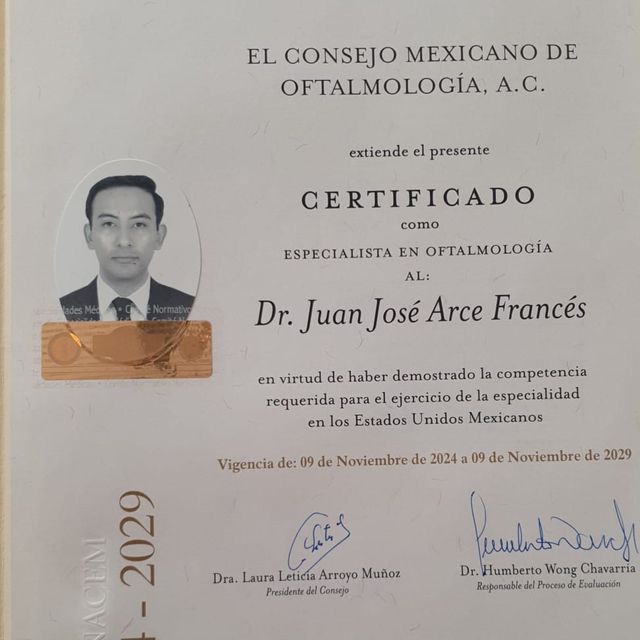 EL CONSEJO MEXICANO DE
OFTALMOLOGÍA, A.C.
extiende el presente
CERTIFICADO
como
ESPECIALISTA EN OFTALMOLOGÍA
AL:
Dr. Juan José Arce Francés
en virtud de haber demostrado la competencia
requerida para el ejercicio de la especialidad
en los Estados Unidos Mexicanos
Vigencia de: 09 de Noviembre de 2024 a 09 de Noviembre de 2029
Dra. Laura Leticia Arroyo Muñoz
Presidente del Consejo
Dr. Humberto Wong Chavarria
Responsable del Proceso de Evaluación
NACEM
4 - 2029